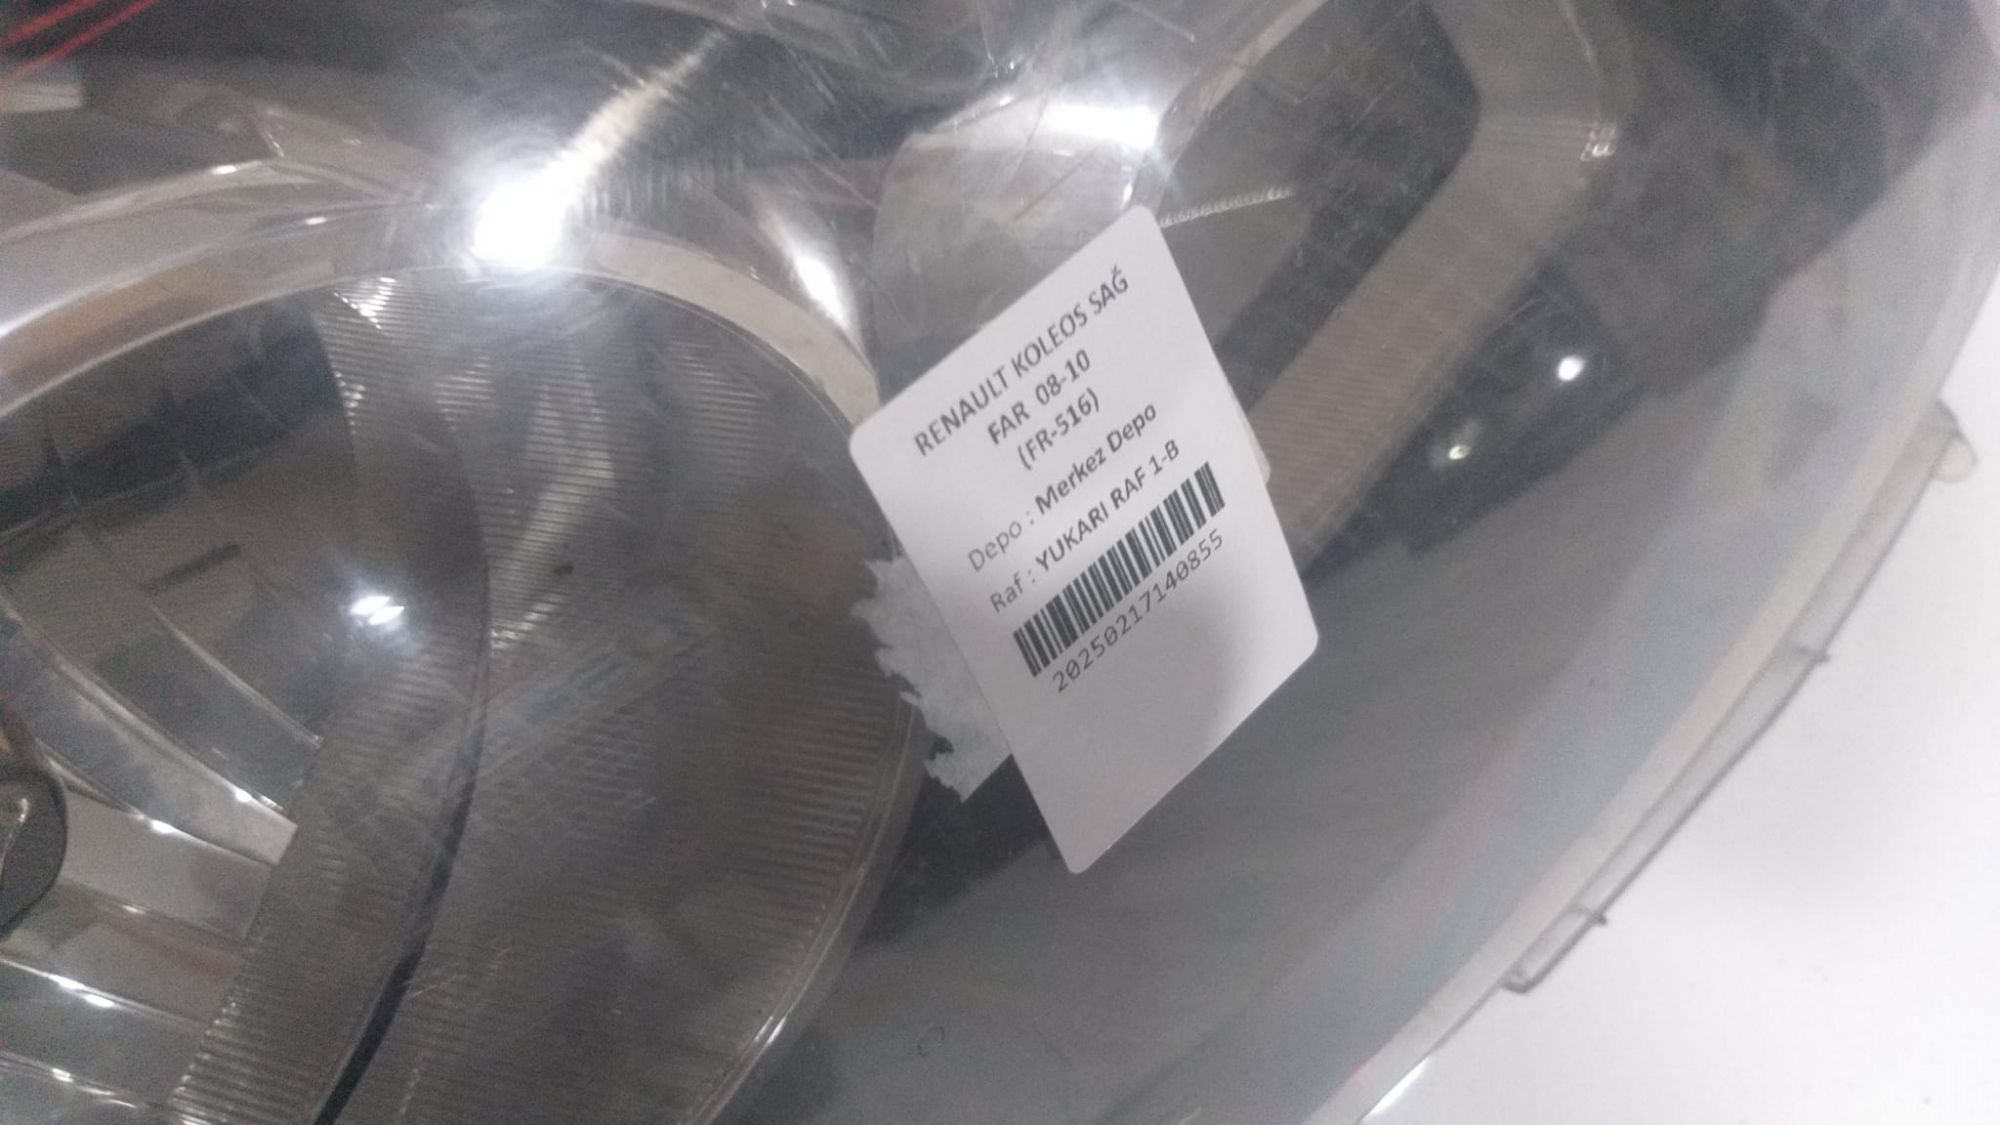 RENAULT KOLEOS SAĞ
FAR 08-10
(FR-516)
Depo : Merkez Depo
Raf : YUKARI RAF 1-B
20250217140855